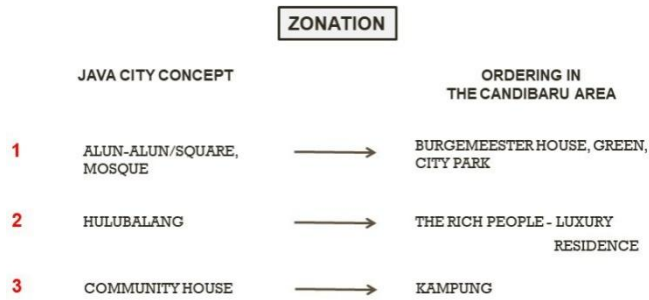 ZONATION
JAVA CITY CONCEPT
ORDERING IN
THE CANDIBARU AREA
1
ALUN-ALUN/SQUARE,
MOSQUE
BURGEMEESTER HOUSE, GREEN,
CITY PARK
2
HULUBALANG
THE RICH PEOPLE - LUXURY
RESIDENCE
3
COMMUNITY HOUSE
KAMPUNG